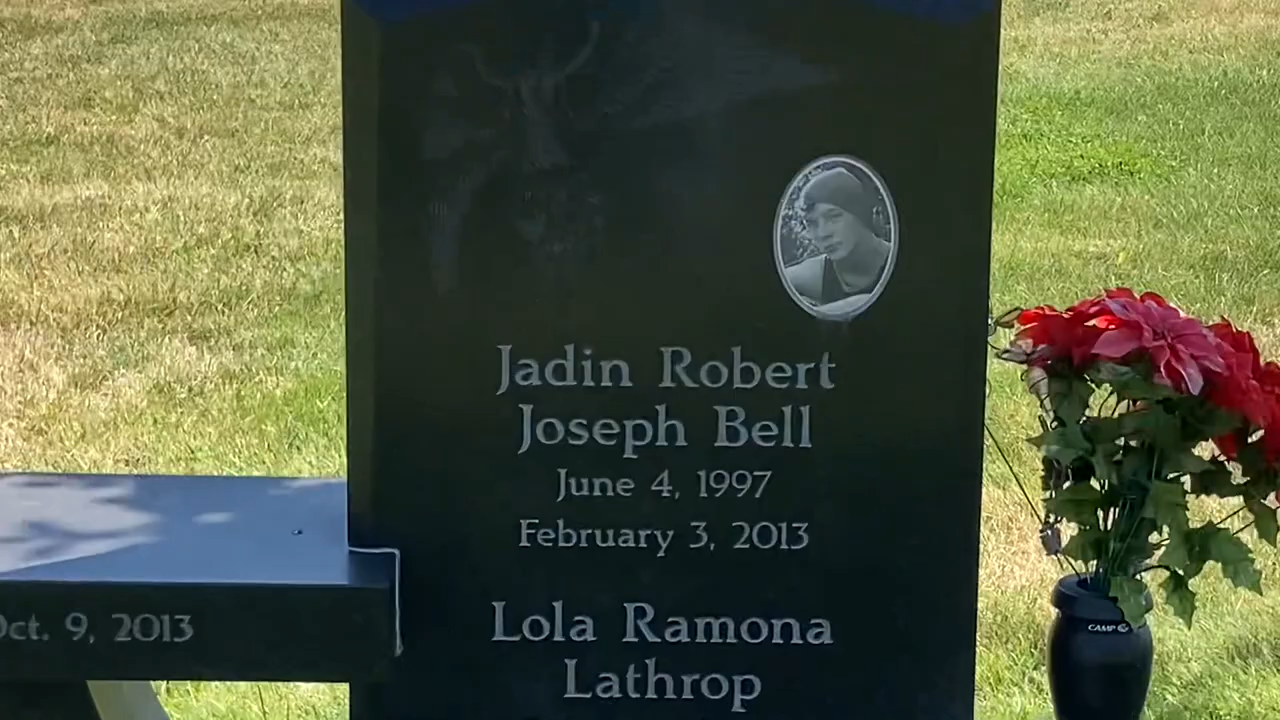 Jadin Robert
Joseph Bell
June 4, 1997
February 3, 2013
Lola Ramona
Lathrop
Oct. 9, 2013
CAMP